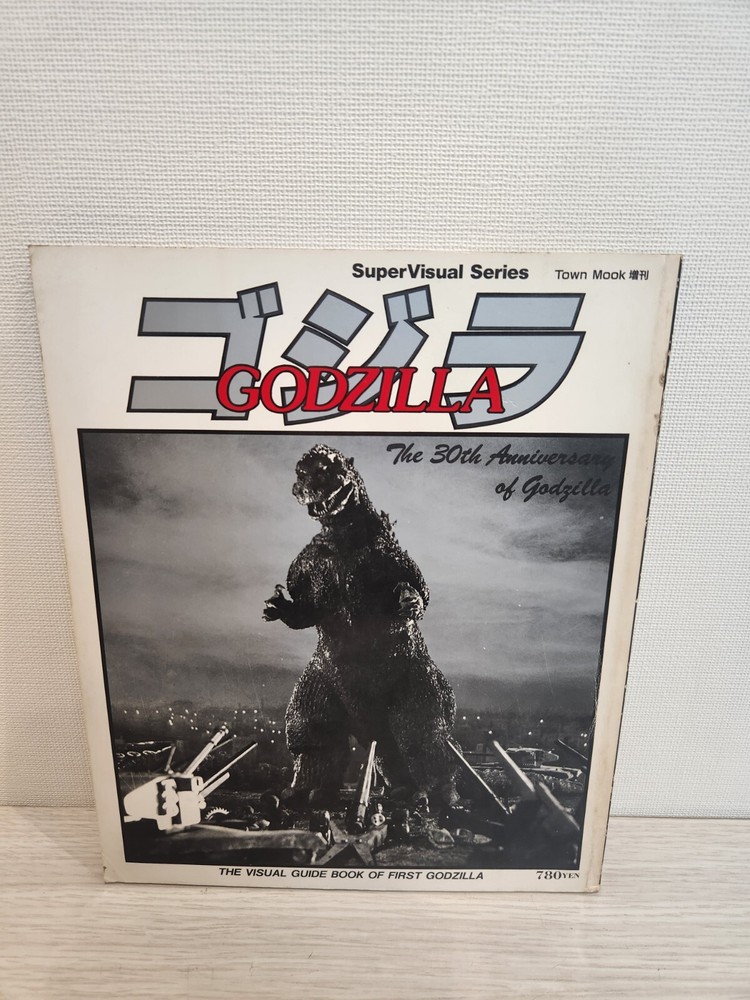 SuperVisual Series
Town Mook 増刊
ゴジラ
GODZILLA
The 30th Anniversary
of Godzilla
THE VISUAL GUIDE BOOK OF FIRST GODZILLA
780YEN